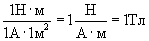 1Н · м / 1А · 1м² = 1 Н / А · м = 1Тл